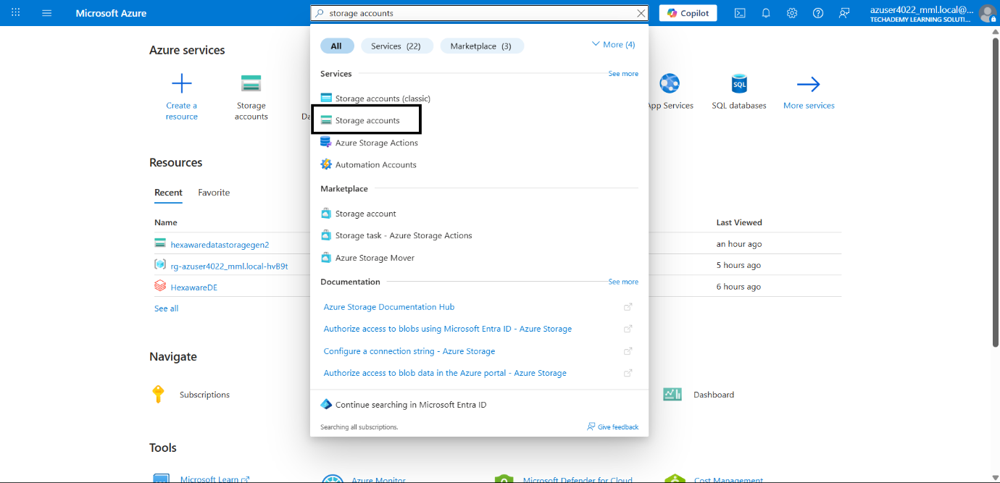 Microsoft Azure
storage accounts
Copilot
azuser4022_mml.local@...
TECHADEMY LEARNING SOLUTI...
All
Services (22)
Marketplace (3)
More (4)
Azure services
Create a
resource
Storage
accounts
Da
App Services
SQL
SQL databases
More services
Services
See more
Storage accounts (classic)
Storage accounts
Azure Storage Actions
Automation Accounts
Marketplace
Storage account
Storage task - Azure Storage Actions
Azure Storage Mover
Documentation
See more
Azure Storage Documentation Hub
Authorize access to blobs using Microsoft Entra ID - Azure Storage
Configure a connection string - Azure Storage
Authorize access to blob data in the Azure portal - Azure Storage
Continue searching in Microsoft Entra ID
Searching all subscriptions.
Give feedback
Resources
Recent
Favorite
Name
Last Viewed
hexawaredatastoragegen2
an hour ago
rg-azuser4022_mml.local-hvB9t
5 hours ago
HexawareDE
6 hours ago
See all
Navigate
Subscriptions
Dashboard
Tools
Microsoft Learn
Azure Monitor
Microsoft Defender for Cloud
Cost Management